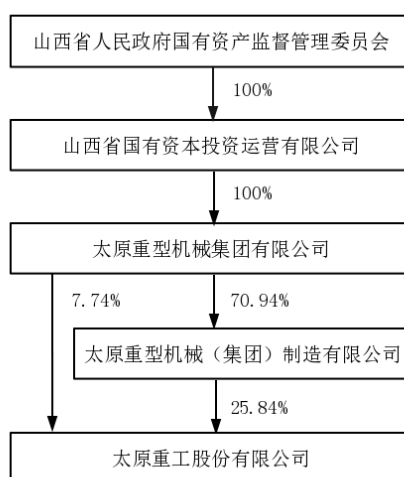 山西省人民政府国有资产监督管理委员会
100%
山西省国有资本投资运营有限公司
100%
太原重型机械集团有限公司
7.74%
70.94%
太原重型机械（集团）制造有限公司
25.84%
太原重工股份有限公司